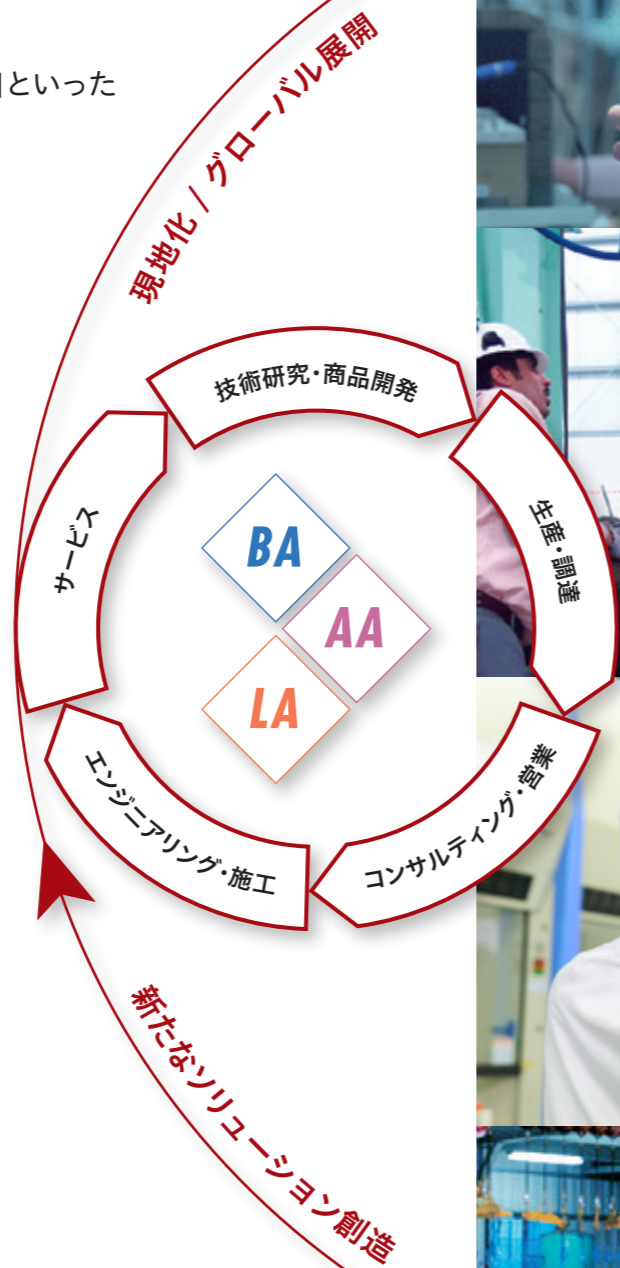 といった
現地化 / グローバル展開
技術研究・商品開発
生産・調達
コンサルティング・営業
エンジニアリング・施工
サービス
BA
AA
LA
新たなソリューション創造